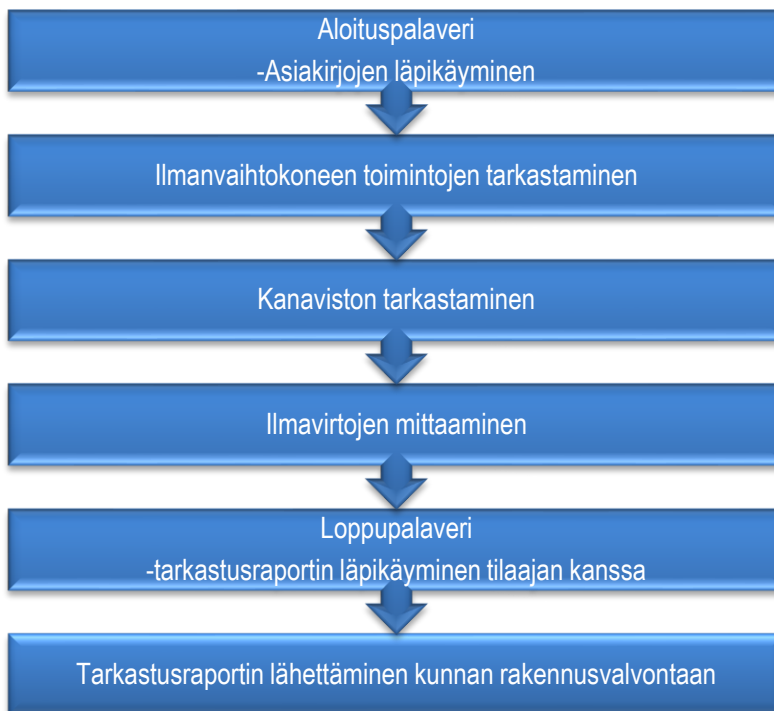 Aloituspalaveri
-Asiakirjojen läpikäyminen
Ilmanvaihtokoneen toimintojen tarkastaminen
Kanaviston tarkastaminen
Ilmavirtojen mittaaminen
Loppupalaveri
-tarkastusraportin läpikäyminen tilaajan kanssa
Tarkastusraportin lähettäminen kunnan rakennusvalvontaan